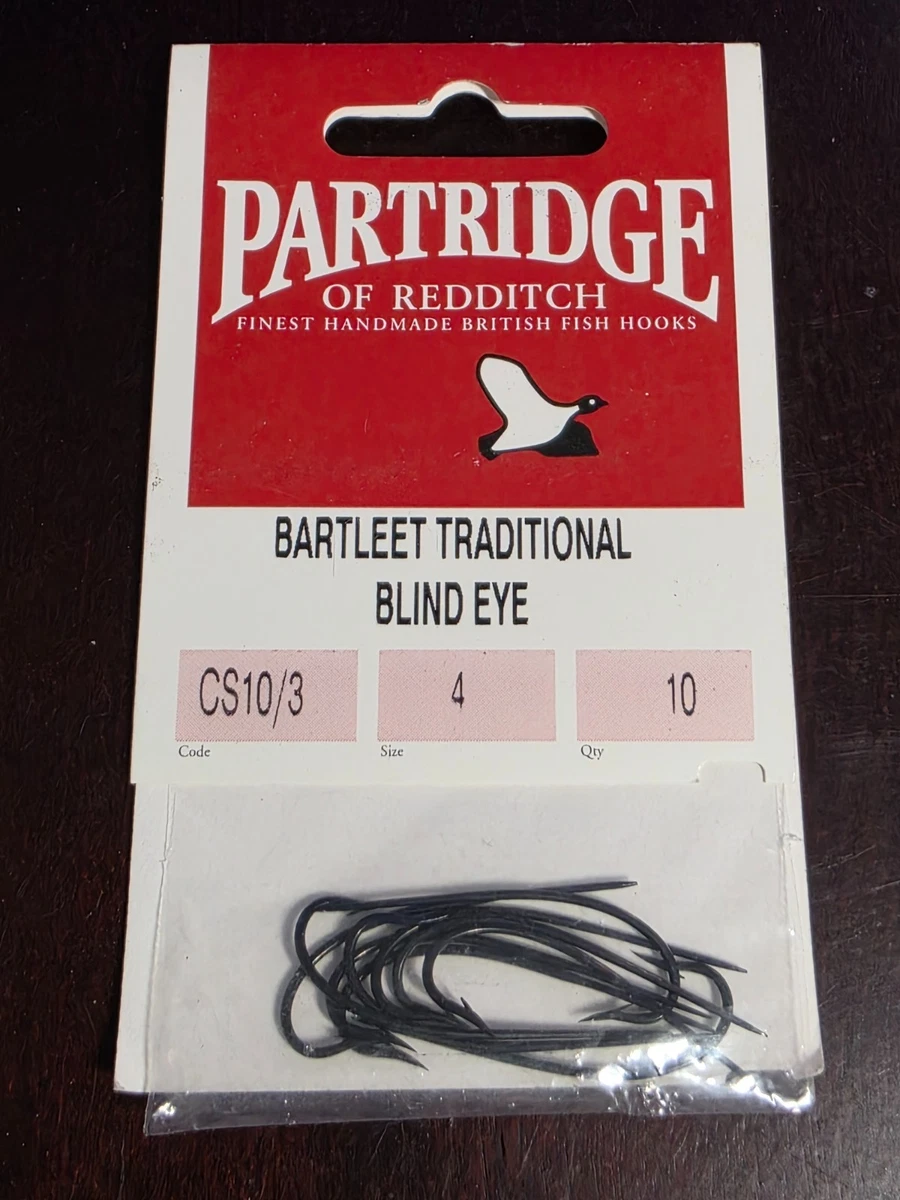 PARTRIDGE
OF REDDITCH
FINEST HANDMADE BRITISH FISH HOOKS
BARTLEET TRADITIONAL
BLIND EYE
CS10/3 4 10
Code Size Qty